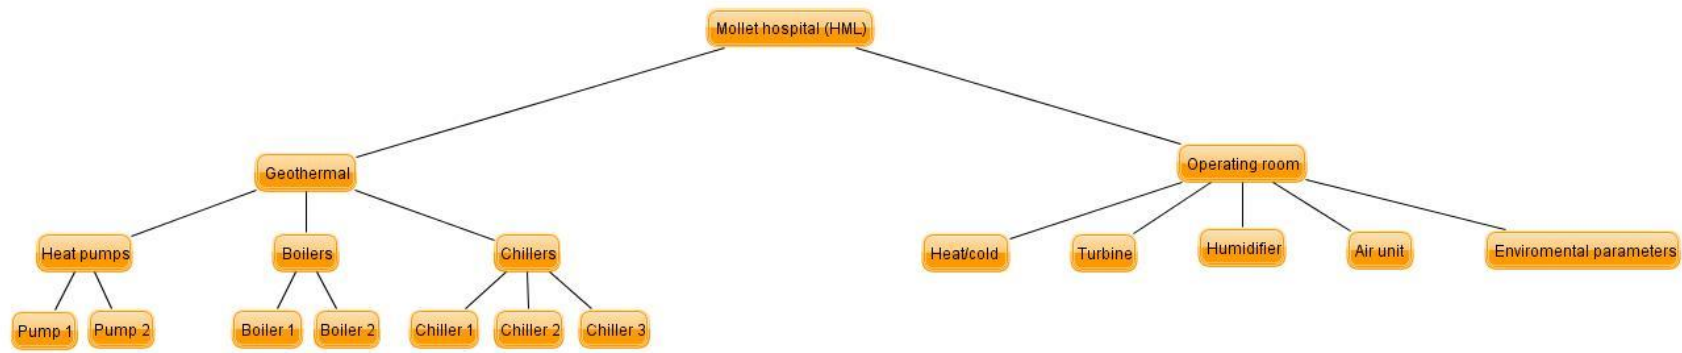 Mollet hospital (HML)
Geothermal
Operating room
Heat pumps
Boilers
Chillers
Heat/cold
Turbine
Humidifier
Air unit
Enviromental parameters
Pump 1
Pump 2
Boiler 1
Boiler 2
Chiller 1
Chiller 2
Chiller 3